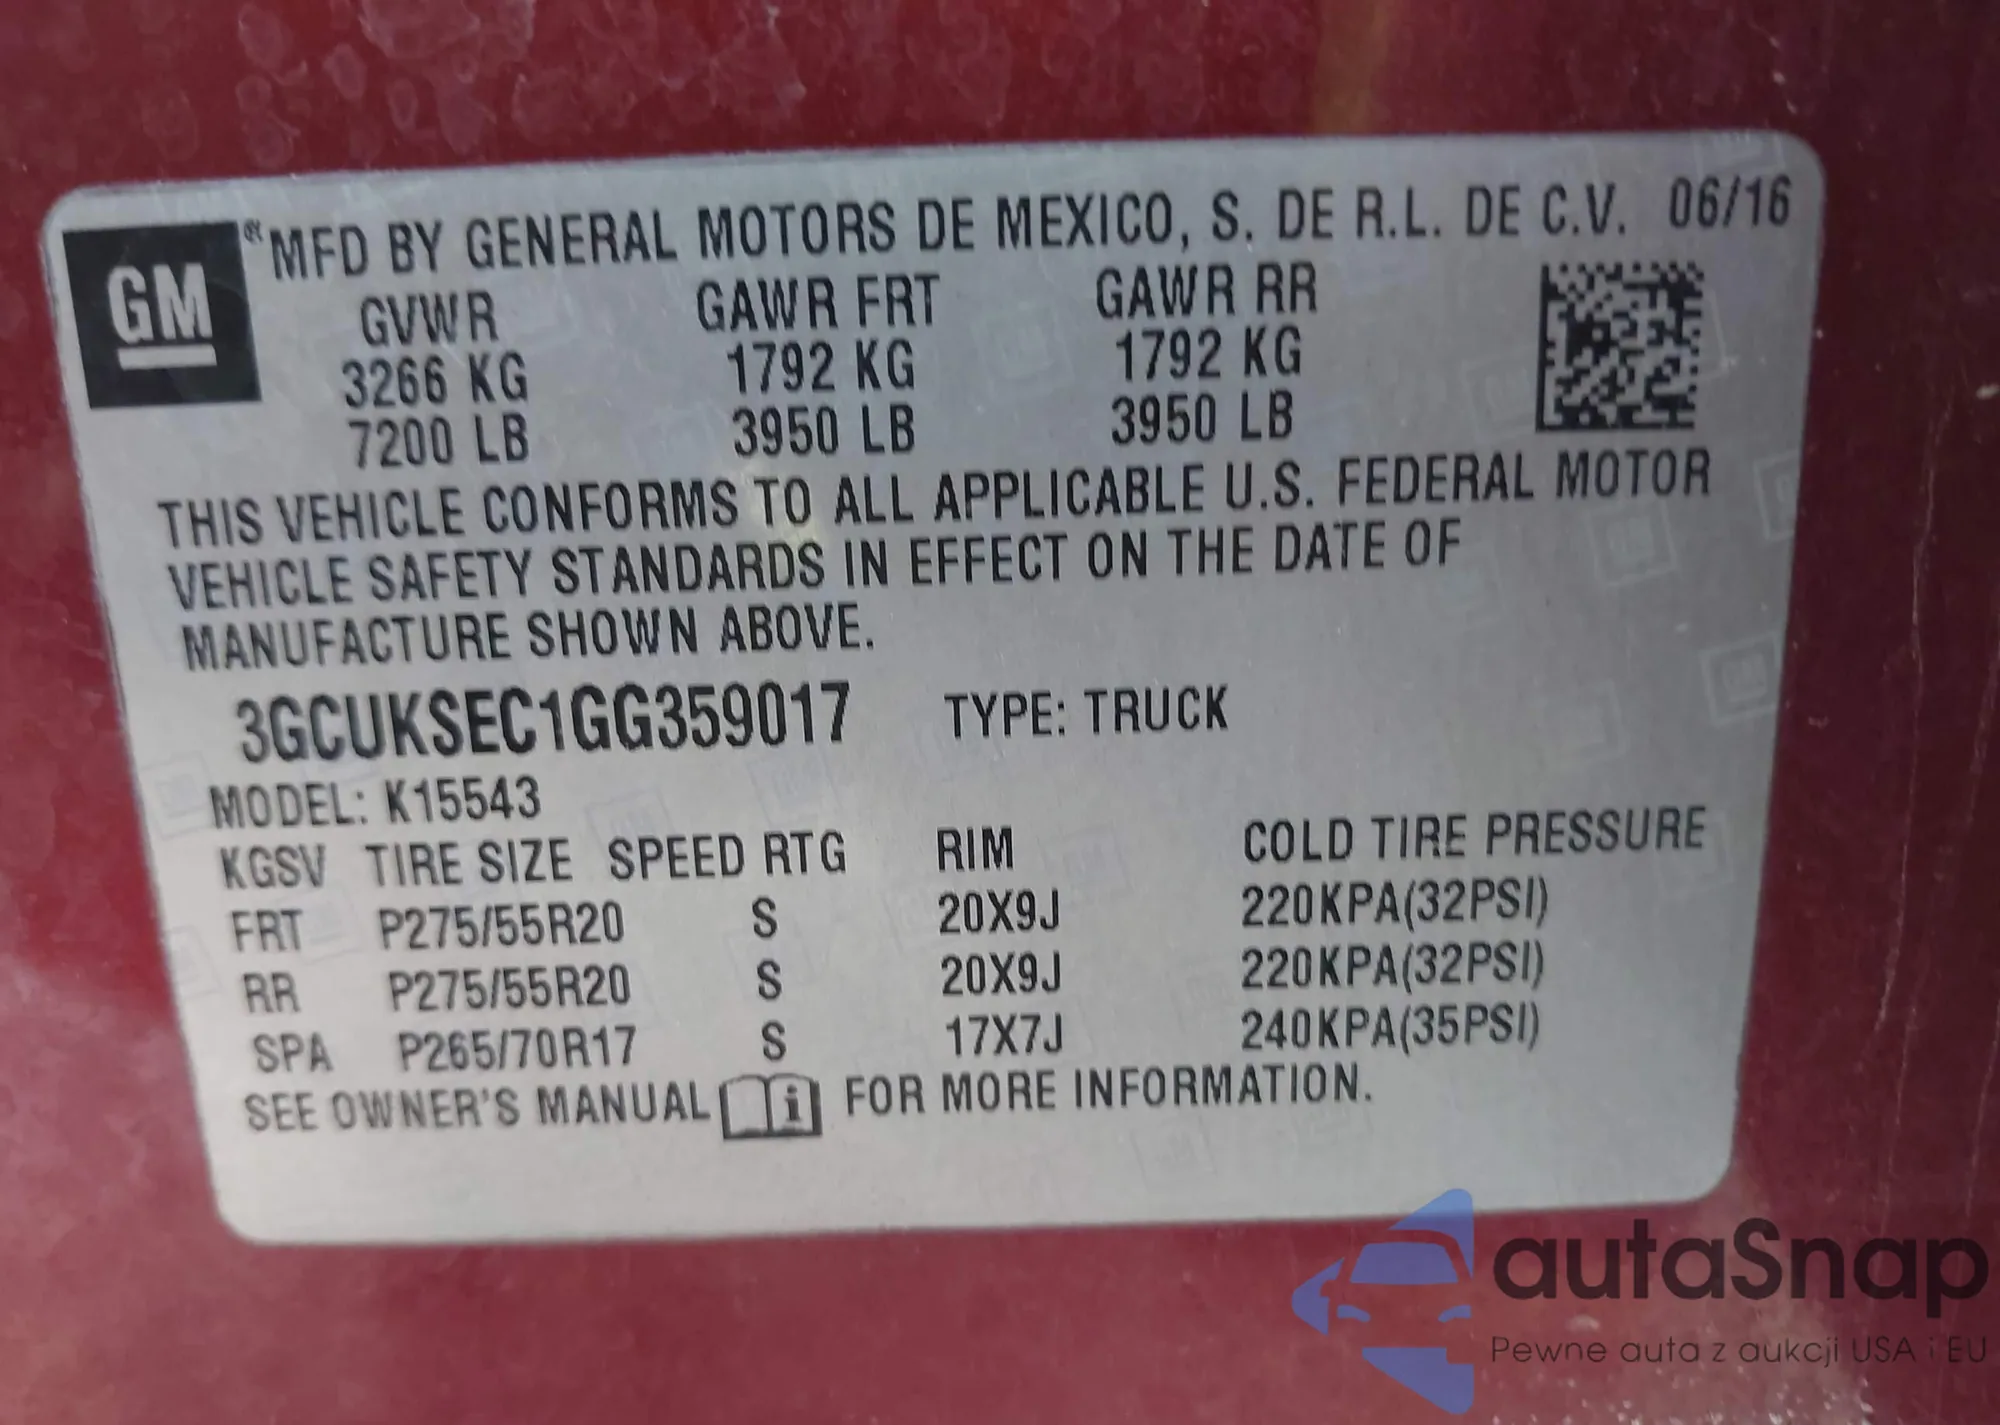 GM
® MFD BY GENERAL MOTORS DE MEXICO, S. DE R.L. DE C.V. 06/16
GVWR GAWR FRT GAWR RR
3266 KG 1792 KG 1792 KG
7200 LB 3950 LB 3950 LB
THIS VEHICLE CONFORMS TO ALL APPLICABLE U.S. FEDERAL MOTOR
VEHICLE SAFETY STANDARDS IN EFFECT ON THE DATE OF
MANUFACTURE SHOWN ABOVE.
3GCUKSEC1GG359017 TYPE: TRUCK
MODEL: K15543
KGSV TIRE SIZE SPEED RTG RIM COLD TIRE PRESSURE
FRT P275/55R20 S 20X9J 220KPA(32PSI)
RR P275/55R20 S 20X9J 220KPA(32PSI)
SPA P265/70R17 S 17X7J 240KPA(35PSI)
SEE OWNER'S MANUAL i FOR MORE INFORMATION.
autaSnap
Pewne auta z aukcji USA i EU